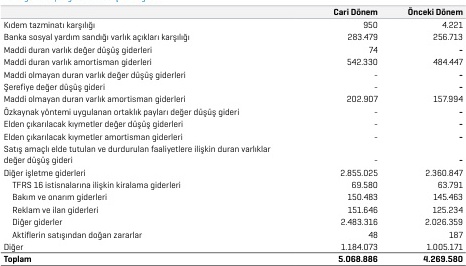 Cari Dönem Önceki Dönem
Kıdem tazminatı karşılığı 950 4.221
Banka sosyal yardım sandığı varlık açıkları karşılığı 283.479 256.713
Maddi duran varlık değer düşüş giderleri 74 -
Maddi duran varlık amortisman giderleri 542.330 484.447
Maddi olmayan duran varlık değer düşüş giderleri - -
Şerefiye değer düşüş gideri - -
Maddi olmayan duran varlık amortisman giderleri 202.907 157.994
Özkaynak yöntemi uygulanan ortaklık payları değer düşüş gideri - -
Elden çıkarılacak kıymetler değer düşüş giderleri - -
Elden çıkarılacak kıymetler amortisman giderleri - -
Satış amaçlı elde tutulan ve durdurulan faaliyetlere ilişkin duran varlıklar
değer düşüş gideri - -
Diğer işletme giderleri 2.855.025 2.360.847
TFRS 16 istisnalarına ilişkin kiralama giderleri 69.580 63.791
Bakım ve onarım giderleri 150.483 145.463
Reklam ve ilan giderleri 151.646 125.234
Diğer giderler 2.483.316 2.026.359
Aktiflerin satışından doğan zararlar 48 187
Diğer 1.184.073 1.005.171
Toplam 5.068.886 4.269.580